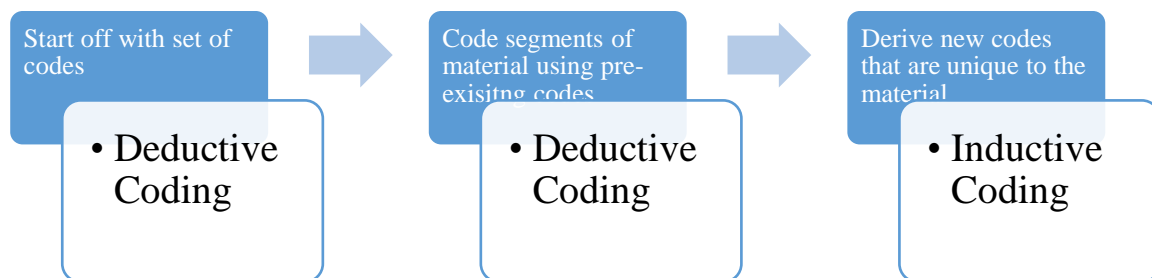 Start off with set of
codes
• Deductive
Coding
Code segments of
material using pre-
exisitng codes
• Deductive
Coding
Derive new codes
that are unique to the
material
• Inductive
Coding